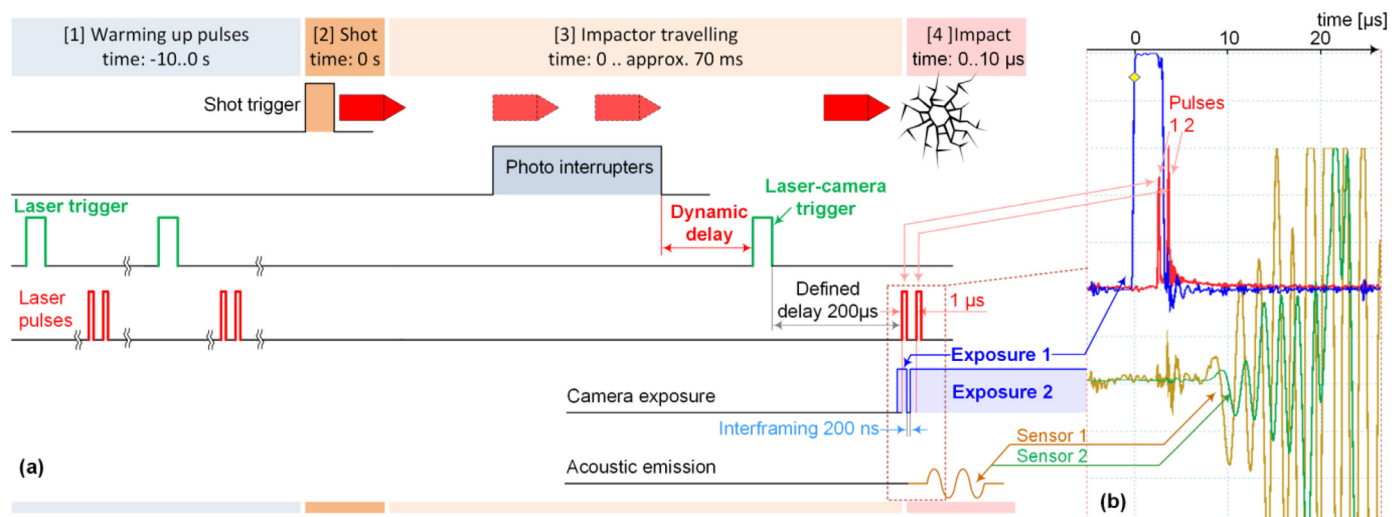 [1] Warming up pulses
time: -10..0 s
[2] Shot
time: 0 s
[3] Impactor travelling
time: 0 .. approx. 70 ms
[4 ]Impact
time: 0..10 µs
time [µs]
0
10
20
Shot trigger
Pulses
1 2
Photo interrupters
Laser trigger
Dynamic
delay
Laser-camera
trigger
Laser
pulses
Defined
delay 200µs
1 µs
Exposure 1
Camera exposure
Exposure 2
Interframing 200 ns
Sensor 1
Sensor 2
(a)
Acoustic emission
(b)